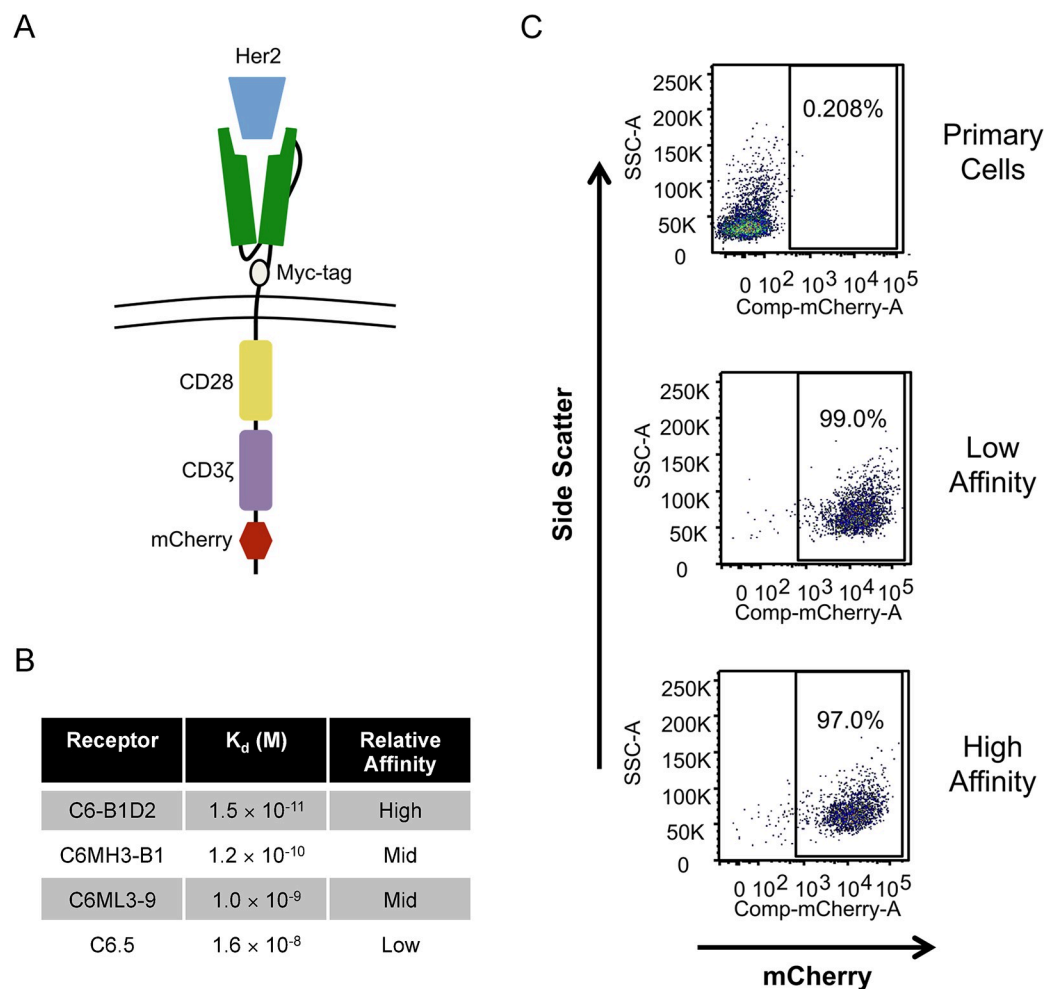 A
Her2
Myc-tag
CD28
CD3ζ
mCherry
B
Receptor K_d (M) Relative Affinity
C6-B1D2 1.5 × 10⁻¹¹ High
C6MH3-B1 1.2 × 10⁻¹⁰ Mid
C6ML3-9 1.0 × 10⁻⁹ Mid
C6.5 1.6 × 10⁻⁸ Low
C
Side Scatter
SSC-A
250K
200K
150K
100K
50K
0
0.208%
0 10² 10³ 10⁴ 10⁵
Comp-mCherry-A
Primary
Cells
SSC-A
250K
200K
150K
100K
50K
0
99.0%
0 10² 10³ 10⁴ 10⁵
Comp-mCherry-A
Low
Affinity
SSC-A
250K
200K
150K
100K
50K
0
97.0%
0 10² 10³ 10⁴ 10⁵
Comp-mCherry-A
High
Affinity
mCherry